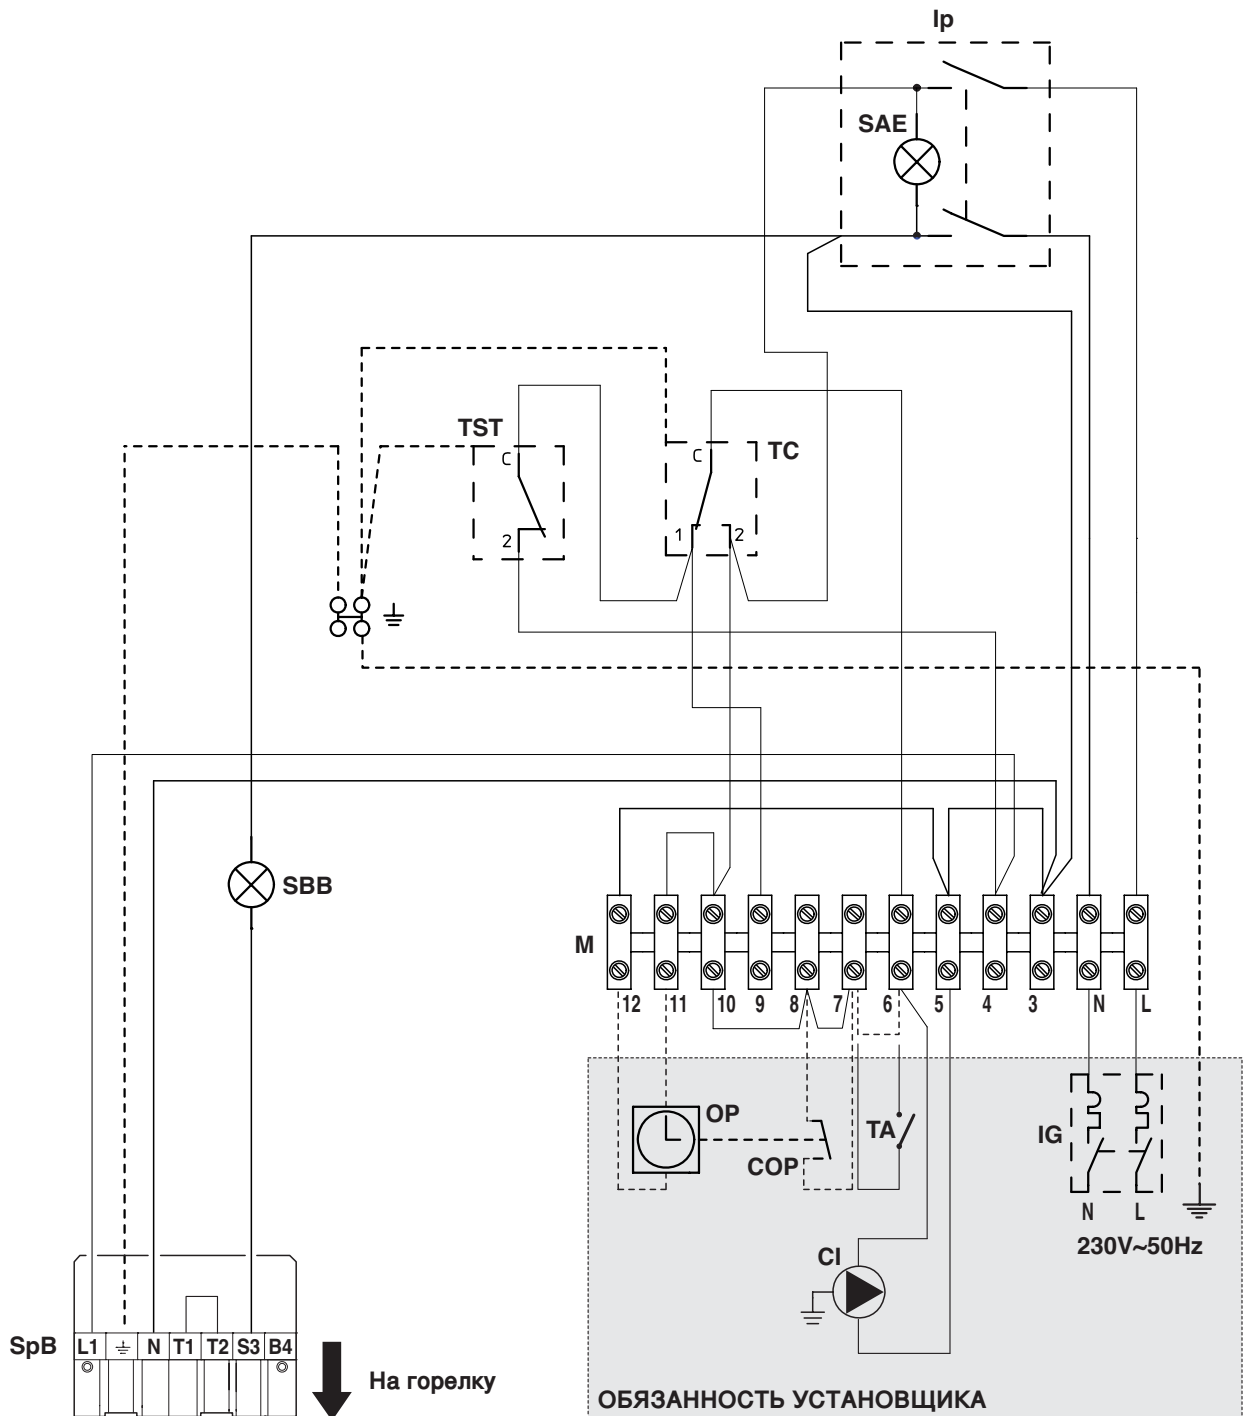 Ip
SAE
TST
C
2
TC
C
1
2
SBB
M
12 11 10 9 8 7 6 5 4 3 N L
OP
COP
TA
IG
N L
230V~50Hz
CI
SpB
L1 N T1 T2 S3 B4
На горелку
ОБЯЗАННОСТЬ УСТАНОВЩИКА